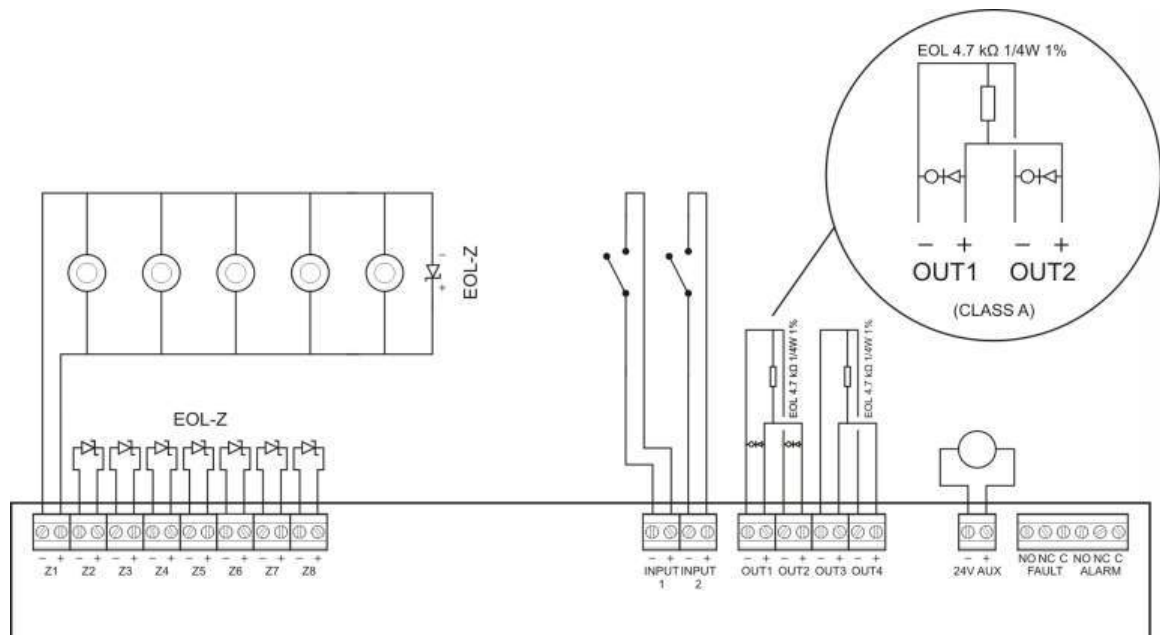 EOL 4.7 kΩ 1/4W 1%
− + − +
OUT1 OUT2
(CLASS A)
−
+
EOL-Z
EOL-Z
EOL 4.7 kΩ 1/4W 1%
EOL 4.7 kΩ 1/4W 1%
− + − + − + − + − + − + − + − +
Z1 Z2 Z3 Z4 Z5 Z6 Z7 Z8
− + − +
INPUT 1
INPUT 2
− + − + − + − +
OUT1 OUT2 OUT3 OUT4
− +
24V AUX
NO NC C NO NC C
FAULT ALARM